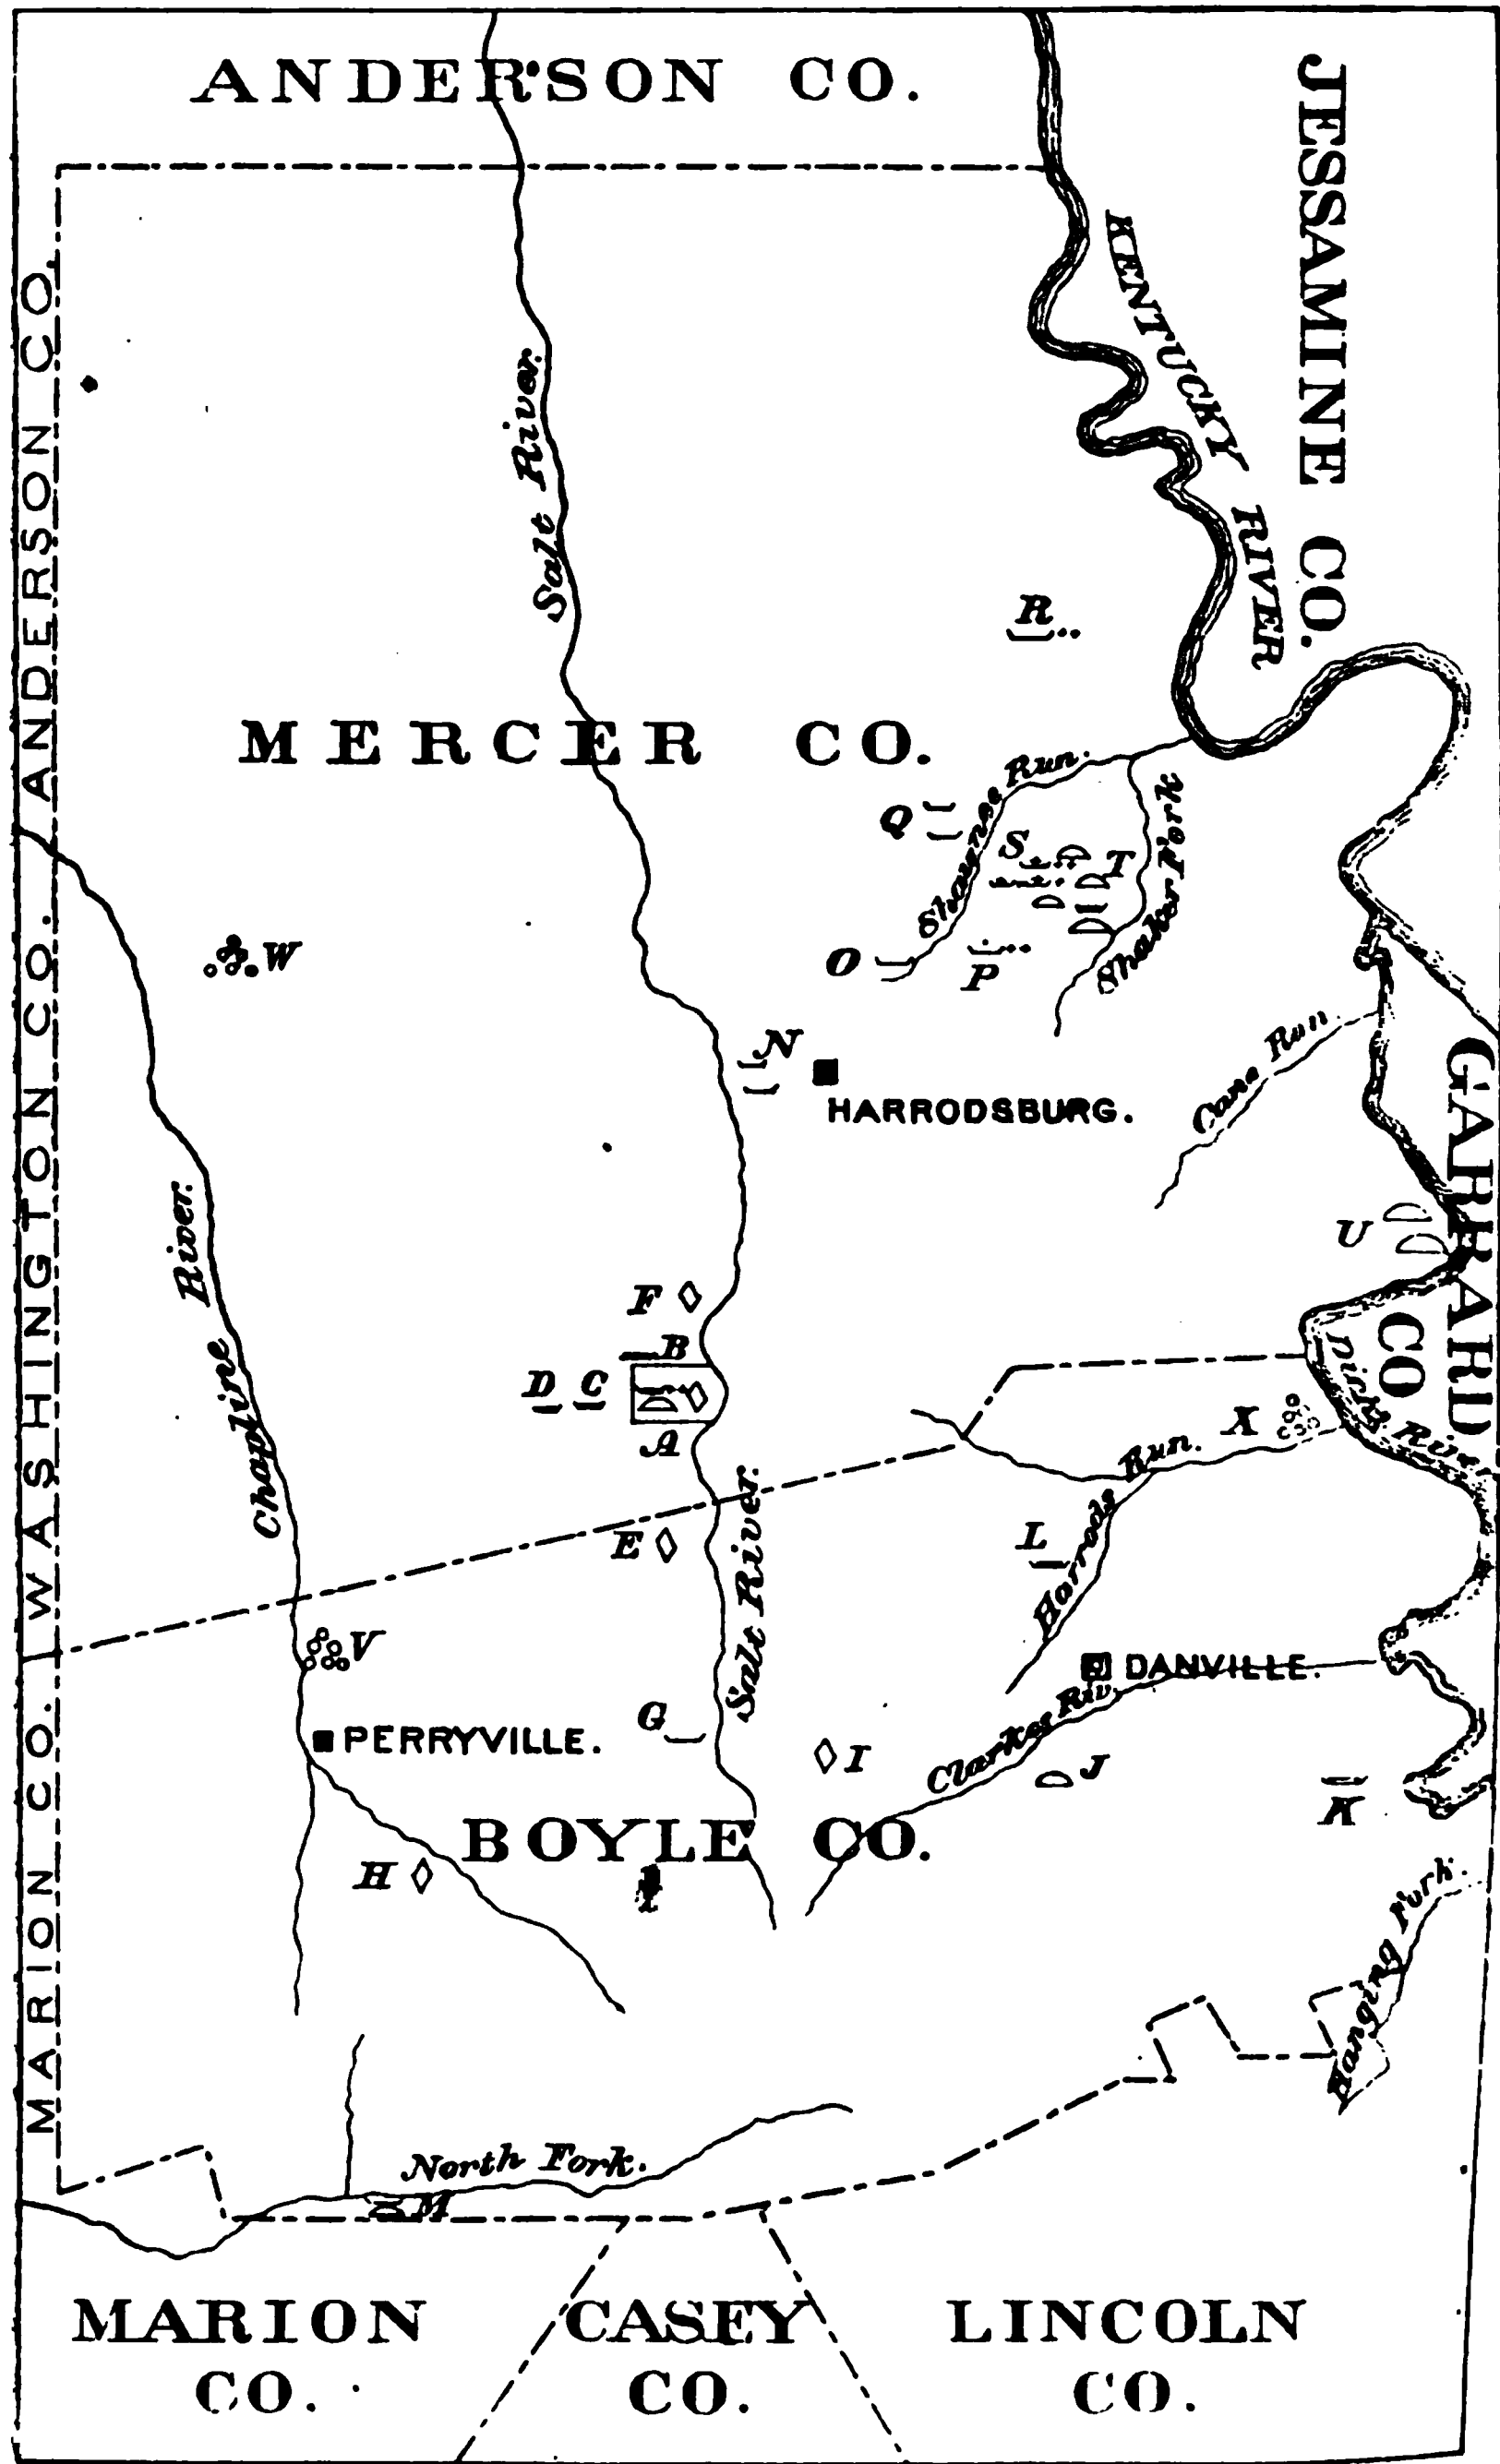 ANDERSON CO.
JESSAMINE CO.
KENTUCKY RIVER
ANDERSON CO.
Salt River.
R
MERCER CO.
Shawnee Run.
Q
S
T
Shaker Fork
O
P
W
N
HARRODSBURG.
Cane Run.
GARRARD CO
WASHINGTON CO.
Chapline River.
U
F
B
D C
A
Dix's River
X
Harrods Run.
E
L
Salt River.
V
DANVILLE.
PERRYVILLE.
G
I
Clarkes Riv.
J
K
BOYLE CO.
H
Hanging Fork.
MARION CO.
North Fork.
M
MARION CO.
CASEY CO.
LINCOLN CO.